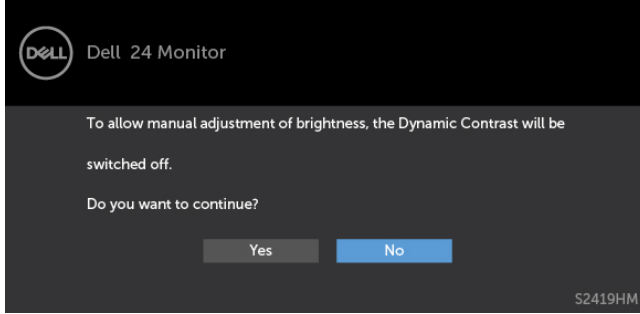 DELL
Dell 24 Monitor
To allow manual adjustment of brightness, the Dynamic Contrast will be
switched off.
Do you want to continue?
Yes No
S2419HM